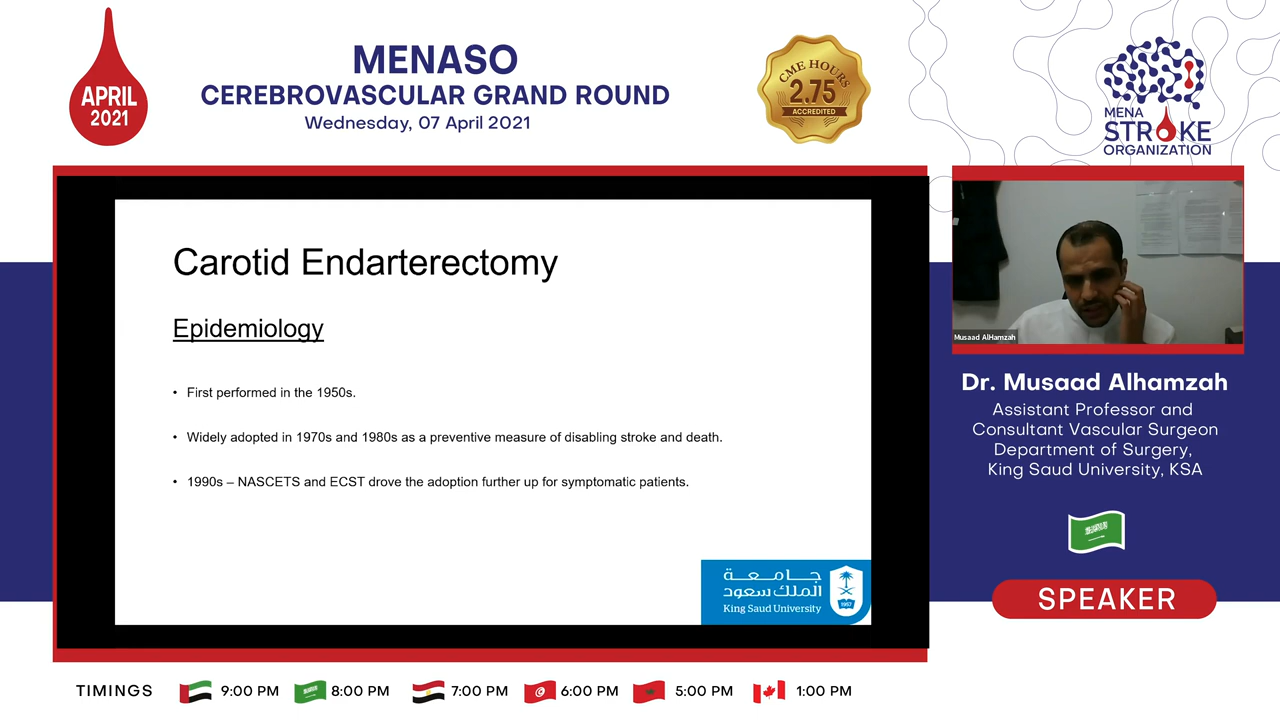 APRIL
2021
MENASO
CEREBROVASCULAR GRAND ROUND
Wednesday, 07 April 2021
CME HOURS
2.75
ACCREDITED
MENA
STROKE
ORGANIZATION
Carotid Endarterectomy
Epidemiology
• First performed in the 1950s.
• Widely adopted in 1970s and 1980s as a preventive measure of disabling stroke and death.
• 1990s – NASCETS and ECST drove the adoption further up for symptomatic patients.
جامعة
الملك سعود
King Saud University
1957
Musaad AlHamzah
Dr. Musaad Alhamzah
Assistant Professor and
Consultant Vascular Surgeon
Department of Surgery,
King Saud University, KSA
SPEAKER
TIMINGS 9:00 PM 8:00 PM 7:00 PM 6:00 PM 5:00 PM 1:00 PM